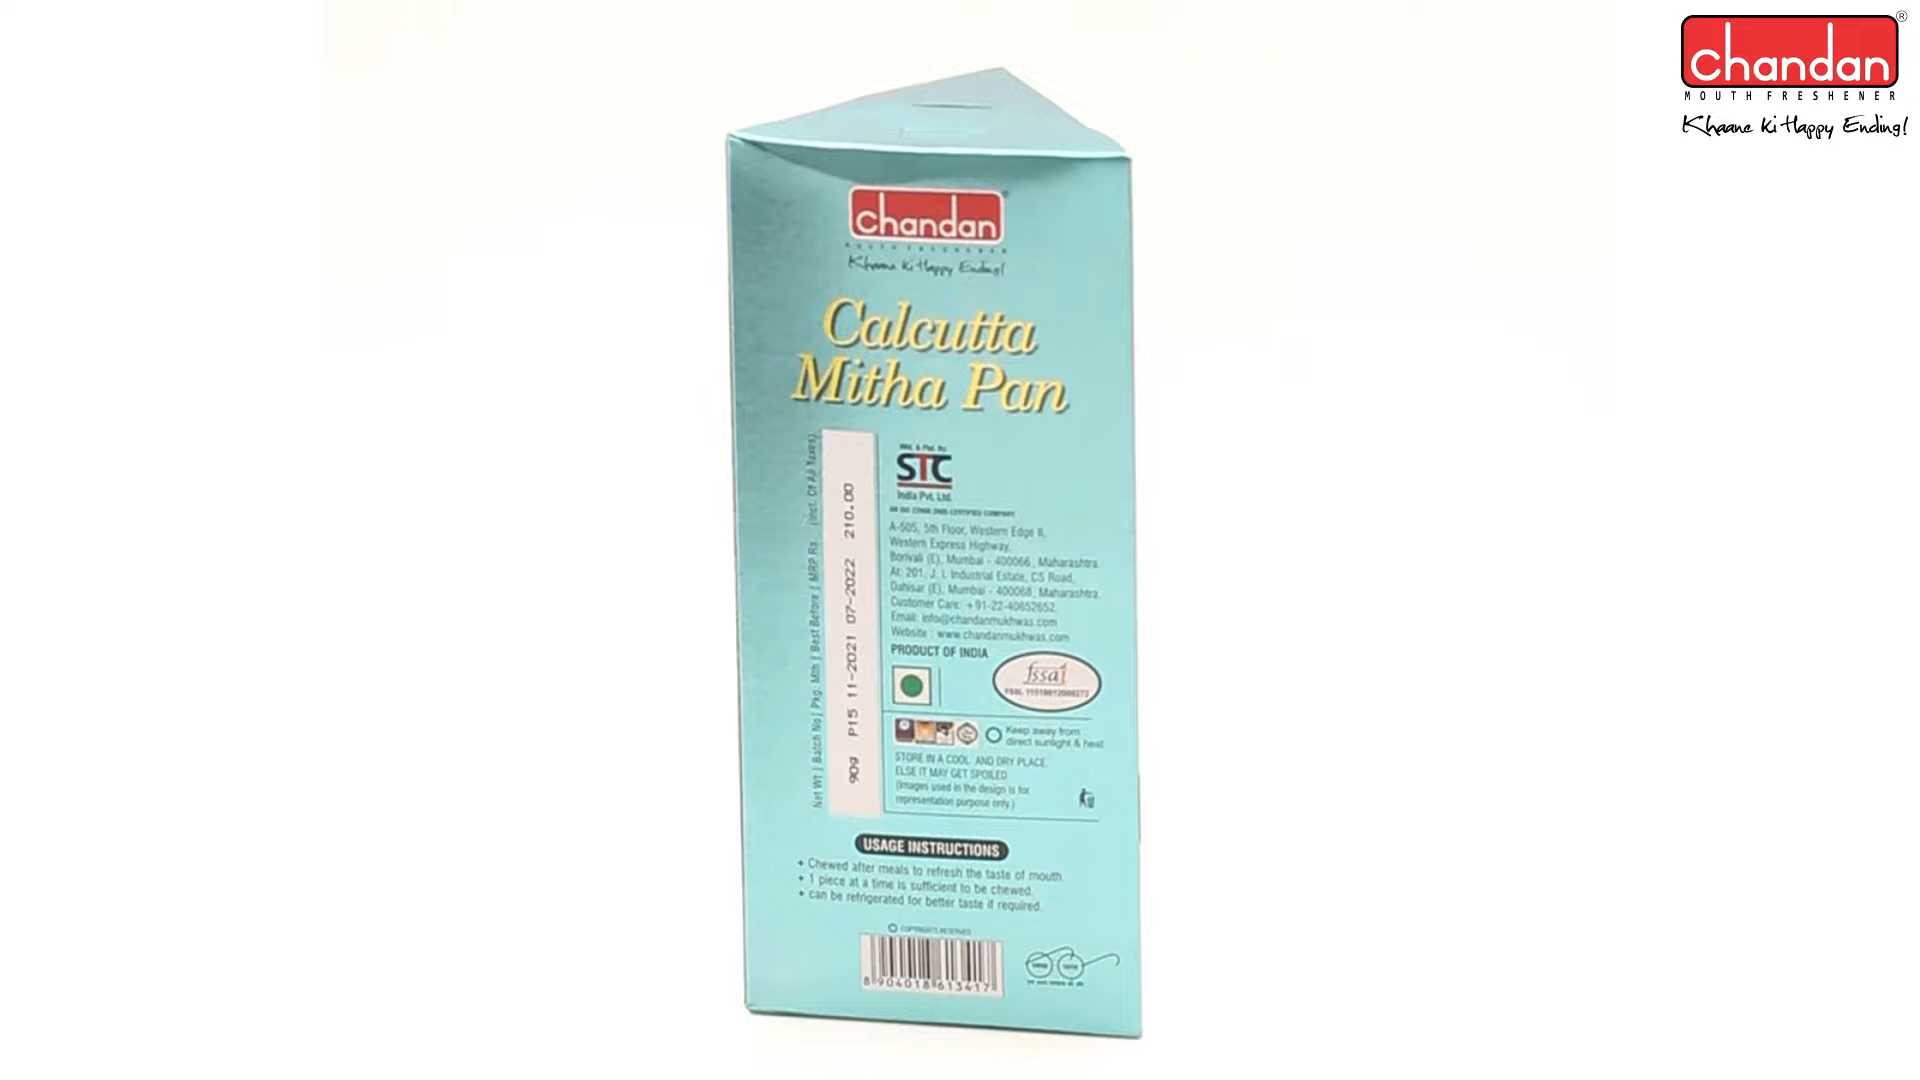 chandan ®
MOUTH FRESHENER
Khaane Ki Happy Ending!
chandan
MOUTH FRESHENER
Khaane Ki Happy Ending!
Calcutta
Mitha Pan
Net Wt | Batch No | Pkg. Mth | Best Before | MRP Rs. (Incl. Of All Taxes)
90g P15 11-2021 07-2022 210.00
Mfd. & Pkd. By
STC
India Pvt. Ltd.
A-505, 5th Floor, Western Edge II,
Western Express Highway,
Borivali (E), Mumbai - 400066, Maharashtra.
At: 201, J. I. Industrial Estate, CS Road,
Dahisar (E), Mumbai - 400068, Maharashtra.
Customer Care: +91-22-40652652,
Email: info@chandanmukhwas.com
Website : www.chandanmukhwas.com
PRODUCT OF INDIA
fssai
Keep away from
direct sunlight & heat
STORE IN A COOL AND DRY PLACE.
ELSE IT MAY GET SPOILED
(Images used in the design is for
representation purpose only.)
USAGE INSTRUCTIONS
+ Chewed after meals to refresh the taste of mouth.
+ 1 piece at a time is sufficient to be chewed.
+ can be refrigerated for better taste if required.
© COPYRIGHTS RESERVED
8 904018 613417